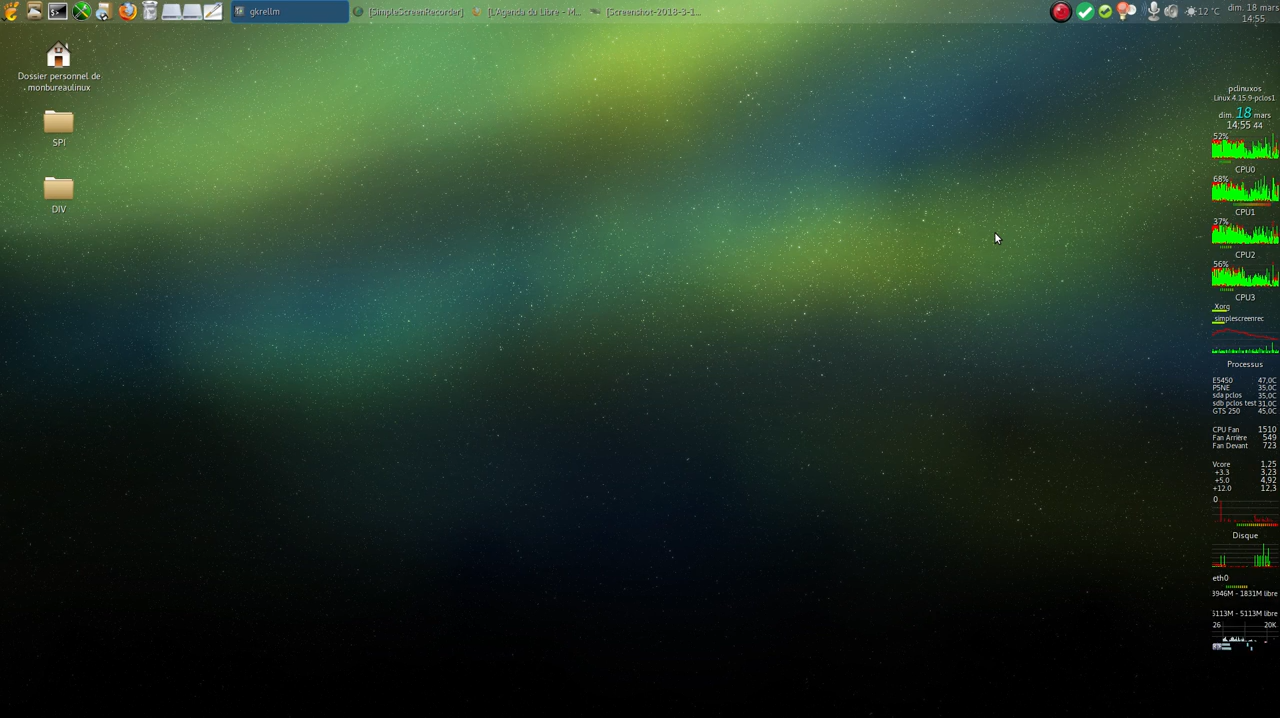 gkrellm
[SimpleScreenRecorder]
[L'Agenda du Libre - M...
[Screenshot-2018-3-1...
12 °C
dim. 18 mars
14:55
Dossier personnel de
monbureaulinux
SPI
DIV
pclinuxos
Linux 4.15.9-pclos1
dim. 18 mars
14:55 44
52%
CPU0
68%
CPU1
37%
CPU2
56%
CPU3
Xorg
simplescreenrec
Processus
E5450 47,0C
P5NE 35,0C
sda pclos 35,0C
sdb pclos test 31,0C
GTS 250 45,0C
CPU Fan 1510
Fan Arrière 549
Fan Devant 723
Vcore 1,25
+3.3 3,23
+5.0 4,92
+12.0 12,3
0
Disque
eth0
3946M - 1831M libre
5113M - 5113M libre
26 20K